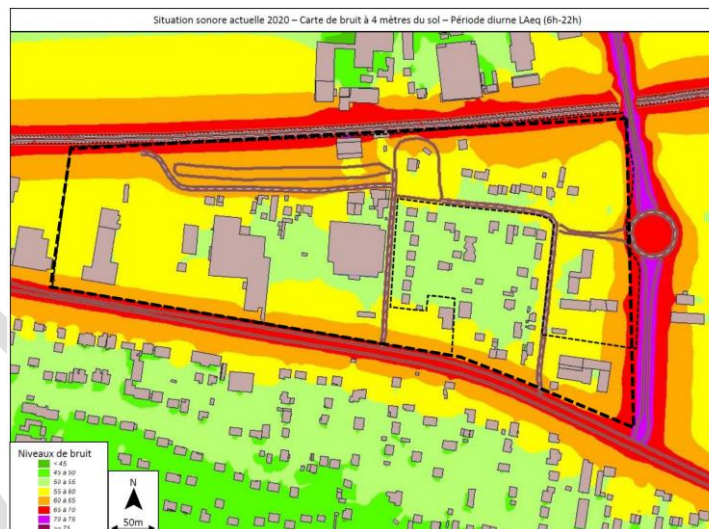 Situation sonore actuelle 2020 – Carte de bruit à 4 mètres du sol – Période diurne LAeq (6h-22h)
Niveaux de bruit
< 45
45 à 50
50 à 55
55 à 60
60 à 65
65 à 70
70 à 75
>= 75
N
50m